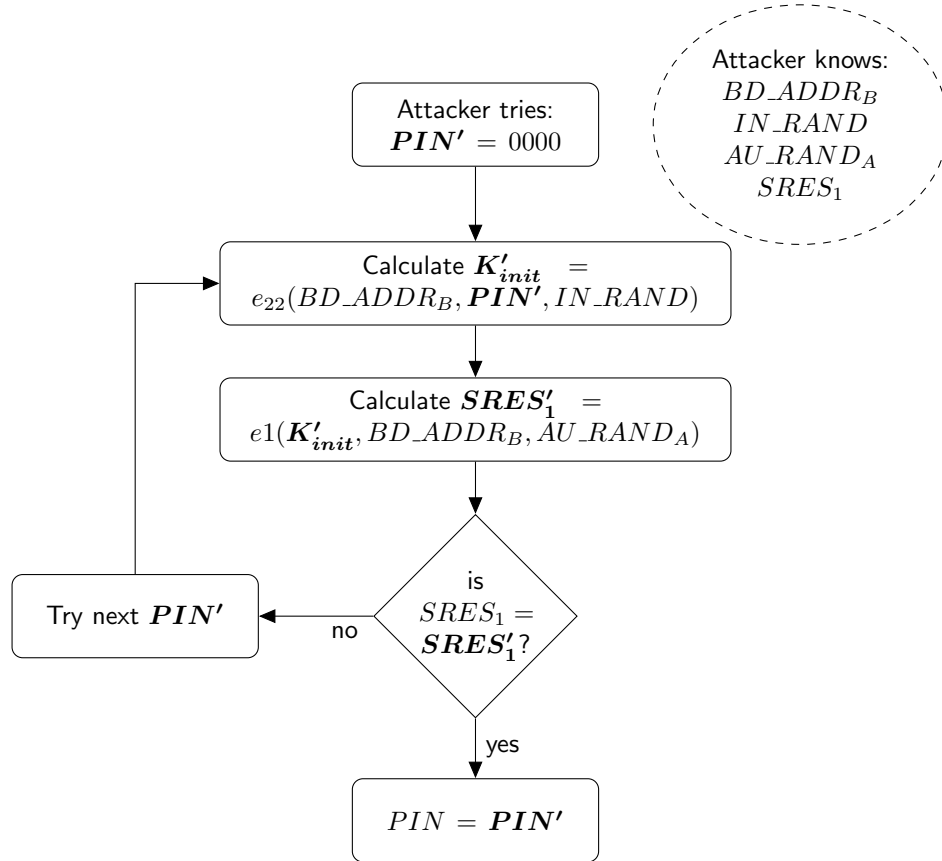 Attacker knows:
BD_ADDR_B
IN_RAND
AU_RAND_A
SRES_1
Attacker tries:
PIN′ = 0000
Calculate K′_init =
e_22(BD_ADDR_B, PIN′, IN_RAND)
Calculate SRES′_1 =
e1(K′_init, BD_ADDR_B, AU_RAND_A)
is
SRES_1 =
SRES′_1?
no
Try next PIN′
yes
PIN = PIN′